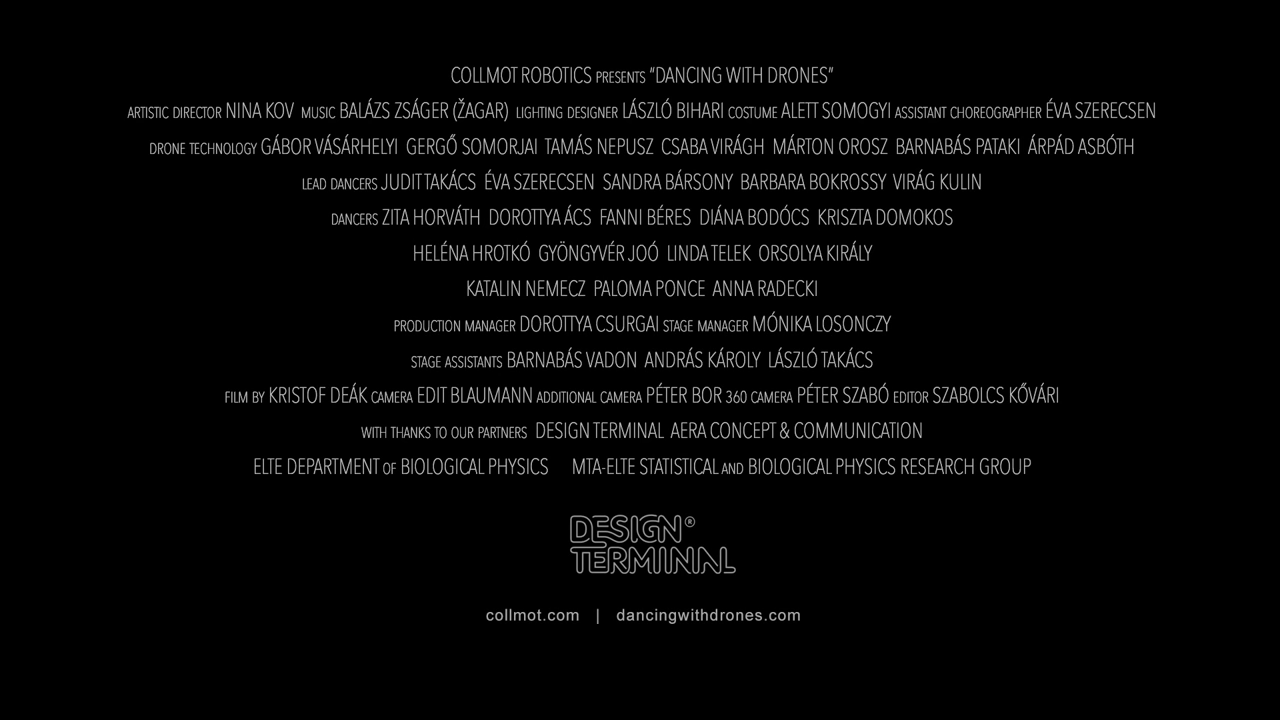 COLLMOT ROBOTICS PRESENTS "DANCING WITH DRONES"
ARTISTIC DIRECTOR NINA KOV MUSIC BALÁZS ZSÁGER (ŽAGAR) LIGHTING DESIGNER LÁSZLÓ BIHARI COSTUME ALETT SOMOGYI ASSISTANT CHOREOGRAPHER ÉVA SZERECSEN
DRONE TECHNOLOGY GÁBOR VÁSÁRHELYI GERGŐ SOMORJAI TAMÁS NEPUSZ CSABA VIRÁGH MÁRTON OROSZ BARNABÁS PATAKI ÁRPÁD ASBÓTH
LEAD DANCERS JUDIT TAKÁCS ÉVA SZERECSEN SANDRA BÁRSONY BARBARA BOKROSSY VIRÁG KULIN
DANCERS ZITA HORVÁTH DOROTTYA ÁCS FANNI BÉRES DIÁNA BODÓCS KRISZTA DOMOKOS
HELÉNA HROTKÓ GYÖNGYVÉR JOÓ LINDA TELEK ORSOLYA KIRÁLY
KATALIN NEMECZ PALOMA PONCE ANNA RADECKI
PRODUCTION MANAGER DOROTTYA CSURGAI STAGE MANAGER MÓNIKA LOSONCZY
STAGE ASSISTANTS BARNABÁS VADON ANDRÁS KÁROLY LÁSZLÓ TAKÁCS
FILM BY KRISTOF DEÁK CAMERA EDIT BLAUMANN ADDITIONAL CAMERA PÉTER BOR 360 CAMERA PÉTER SZABÓ EDITOR SZABOLCS KŐVÁRI
WITH THANKS TO OUR PARTNERS DESIGN TERMINAL AERA CONCEPT & COMMUNICATION
ELTE DEPARTMENT OF BIOLOGICAL PHYSICS MTA-ELTE STATISTICAL AND BIOLOGICAL PHYSICS RESEARCH GROUP
DESIGN®
TERMINAL
collmot.com | dancingwithdrones.com